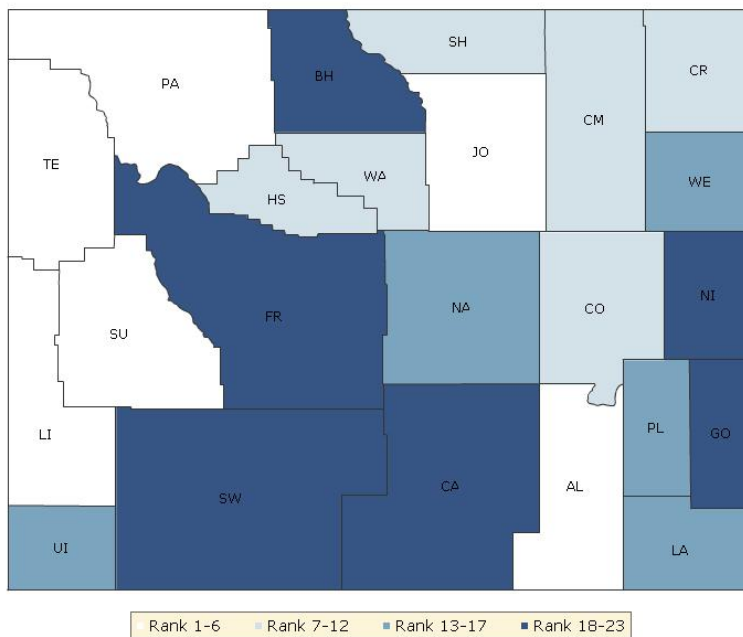 SH
CR
BH
PA
CM
JO
TE
WA
WE
HS
NI
FR
NA
CO
SU
PL
GO
LI
CA
AL
SW
UI
LA
Rank 1-6 Rank 7-12 Rank 13-17 Rank 18-23